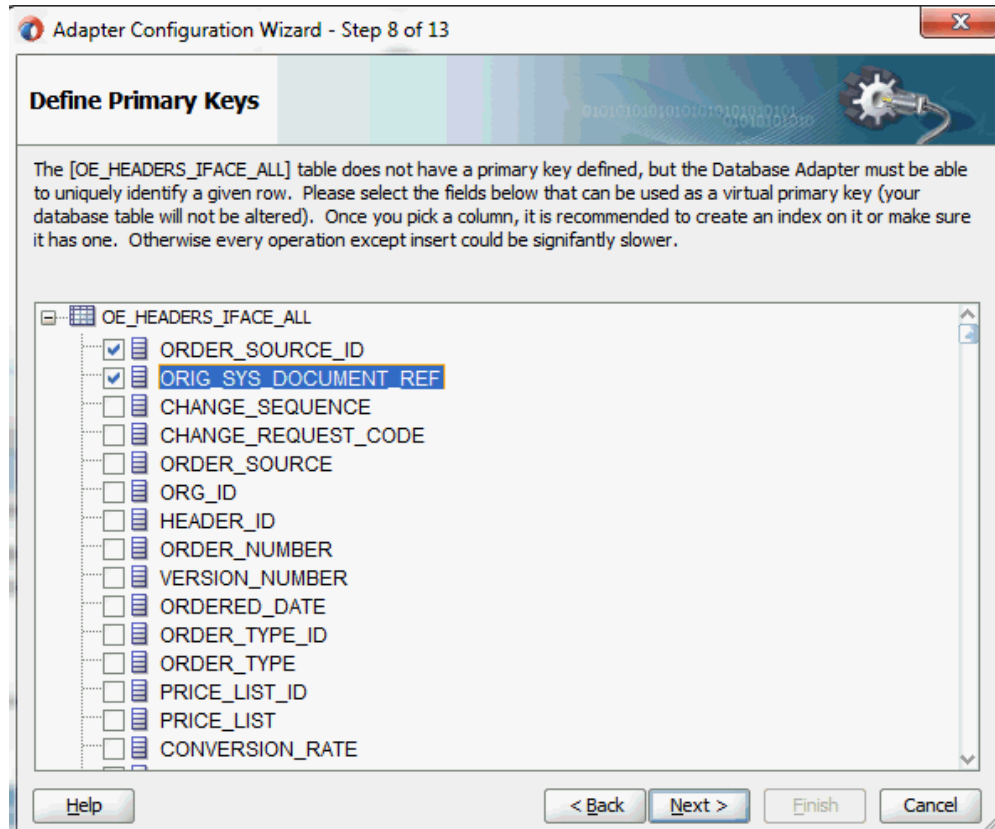 Adapter Configuration Wizard - Step 8 of 13
Define Primary Keys
The [OE_HEADERS_IFACE_ALL] table does not have a primary key defined, but the Database Adapter must be able
to uniquely identify a given row. Please select the fields below that can be used as a virtual primary key (your
database table will not be altered). Once you pick a column, it is recommended to create an index on it or make sure
it has one. Otherwise every operation except insert could be signifantly slower.
OE_HEADERS_IFACE_ALL
ORDER_SOURCE_ID
ORIG_SYS_DOCUMENT_REF
CHANGE_SEQUENCE
CHANGE_REQUEST_CODE
ORDER_SOURCE
ORG_ID
HEADER_ID
ORDER_NUMBER
VERSION_NUMBER
ORDERED_DATE
ORDER_TYPE_ID
ORDER_TYPE
PRICE_LIST_ID
PRICE_LIST
CONVERSION_RATE
Help < Back Next > Finish Cancel